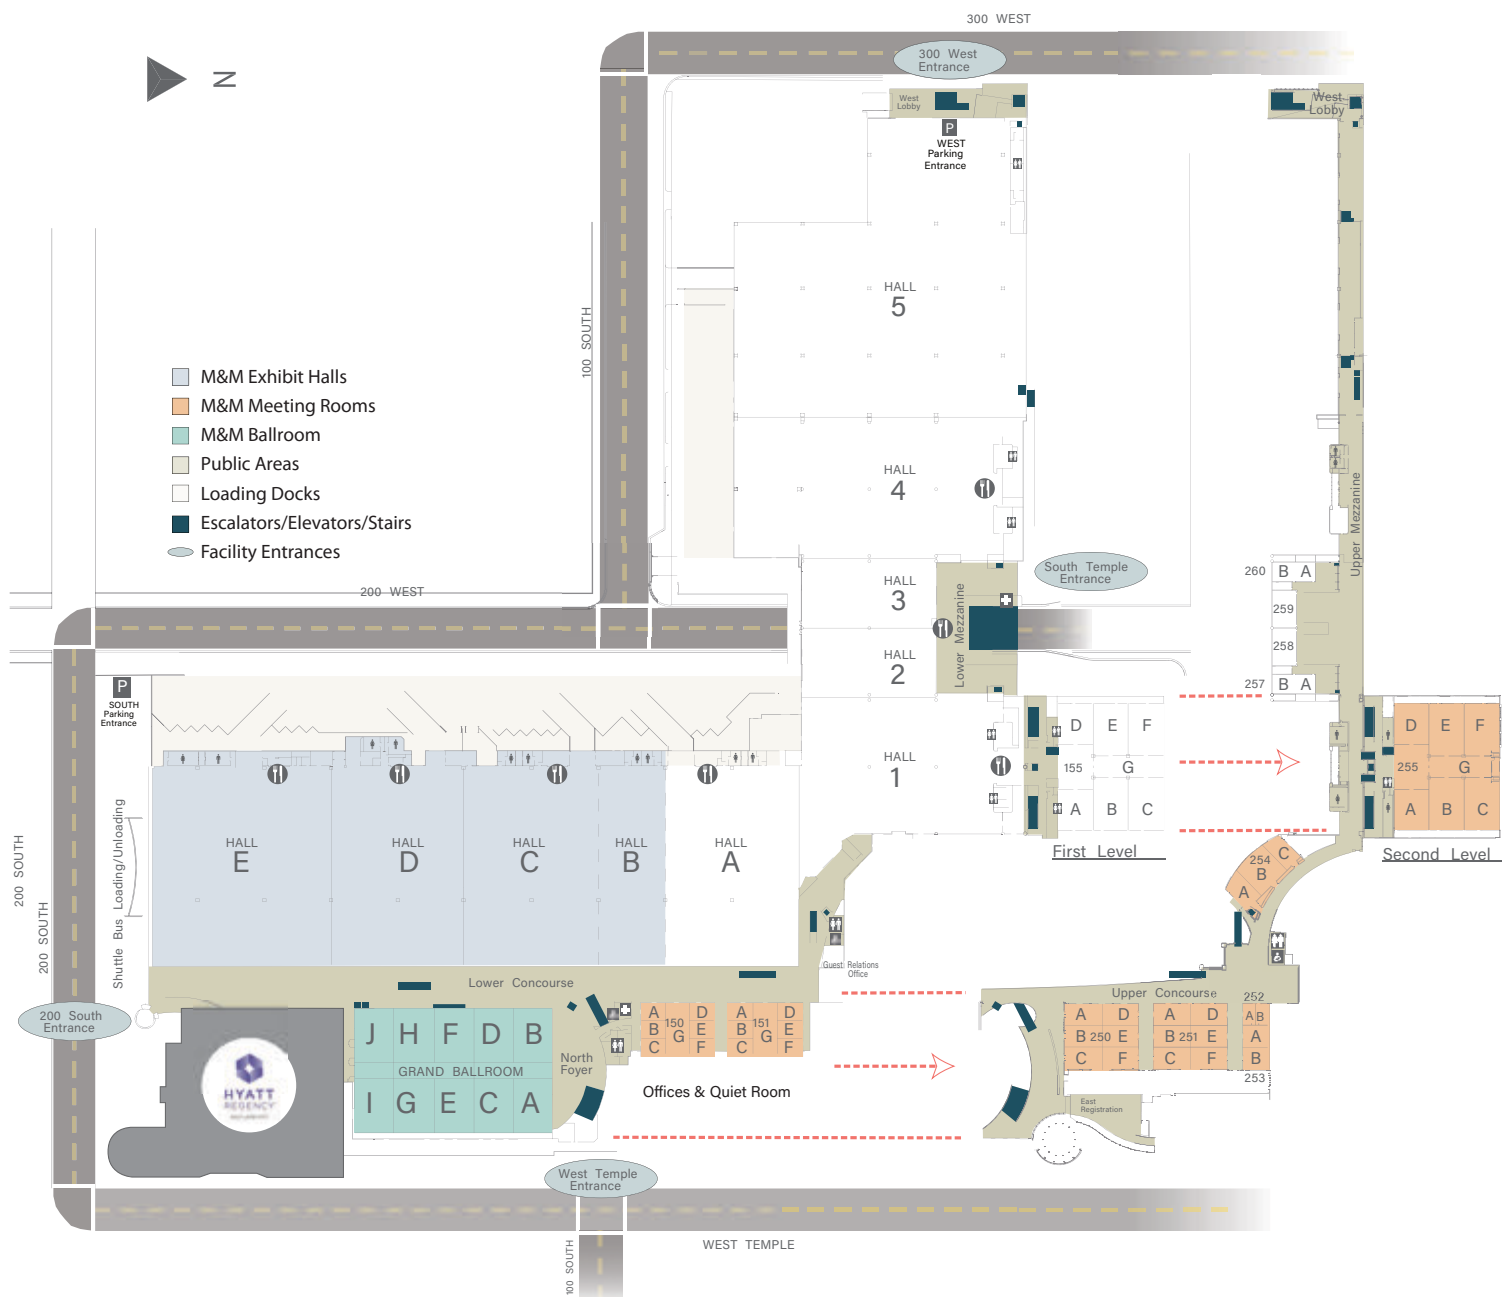 300 WEST
300 West
Entrance
N
West
Lobby
West
Lobby
P
WEST
Parking
Entrance
HALL
5
100 SOUTH
M&M Exhibit Halls
M&M Meeting Rooms
M&M Ballroom
Public Areas
Loading Docks
Escalators/Elevators/Stairs
Facility Entrances
HALL
4
Upper Mezzanine
South Temple
Entrance
260
B A
200 WEST
HALL
3
Lower Mezzanine
259
HALL
2
258
257
B A
P
SOUTH
Parking
Entrance
D E F
155
G
A B C
D E F
255
G
A B C
HALL
1
First Level
Second Level
HALL
E
HALL
D
HALL
C
HALL
B
HALL
A
254
C
B
A
200 SOUTH
200 SOUTH
Shuttle Bus Loading/Unloading
Guest Relations
Office
Lower Concourse
Upper Concourse
252
200 South
Entrance
J H F D B
GRAND BALLROOM
I G E C A
North
Foyer
A D
B 150 E
G
C F
A D
B 151 E
G
C F
A D
B 250 E
C F
A D
B 251 E
C F
A B
A
B
253
HYATT
REGENCY
Offices & Quiet Room
East
Registration
West Temple
Entrance
WEST TEMPLE
100 SOUTH